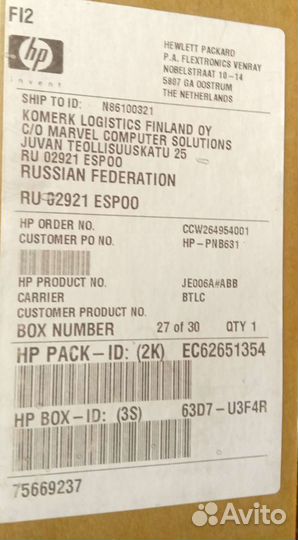 FI2
hp
invent
HEWLETT PACKARD
P.A. FLEXTRONICS VENRAY
NOBELSTRAAT 10-14
5807 GA OOSTRUM
THE NETHERLANDS
SHIP TO ID: N86100321
KOMERK LOGISTICS FINLAND OY
C/O MARVEL COMPUTER SOLUTIONS
JUVAN TEOLLISUUSKATU 25
RU 02921 ESPOO
RUSSIAN FEDERATION
RU 02921 ESPOO
HP ORDER NO. CCW264954001
CUSTOMER PO NO. HP-PNB631
HP PRODUCT NO. JE006A#ABB
CARRIER BTLC
CUSTOMER PRODUCT NO.
BOX NUMBER 27 of 30 QTY 1
HP PACK-ID: (2K) EC62651354
HP BOX-ID: (3S) 63D7-U3F4R
75669237
Avito